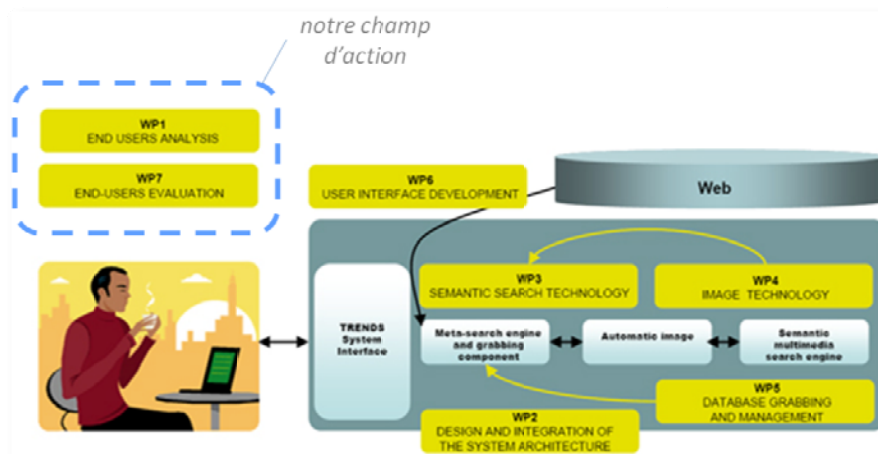 notre champ
d'action
WP1
END USERS ANALYSIS
WP7
END-USERS EVALUATION
WP6
USER INTERFACE DEVELOPMENT
Web
WP3
SEMANTIC SEARCH TECHNOLOGY
WP4
IMAGE TECHNOLOGY
TRENDS
System
Interface
Meta-search engine
and grabbing
component
Automatic image
Semantic
multimedia
search engine
WP5
DATABASE GRABBING
AND MANAGEMENT
WP2
DESIGN AND INTEGRATION OF
THE SYSTEM ARCHITECTURE